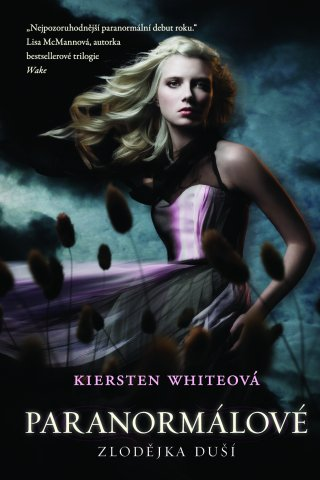 „Nejpozoruhodnější paranormální debut roku.“
Lisa McMannová, autorka
bestsellerové trilogie
Wake
KIERSTEN WHITEOVÁ
PARANORMÁLOVÉ
ZLODĚJKA DUŠÍ